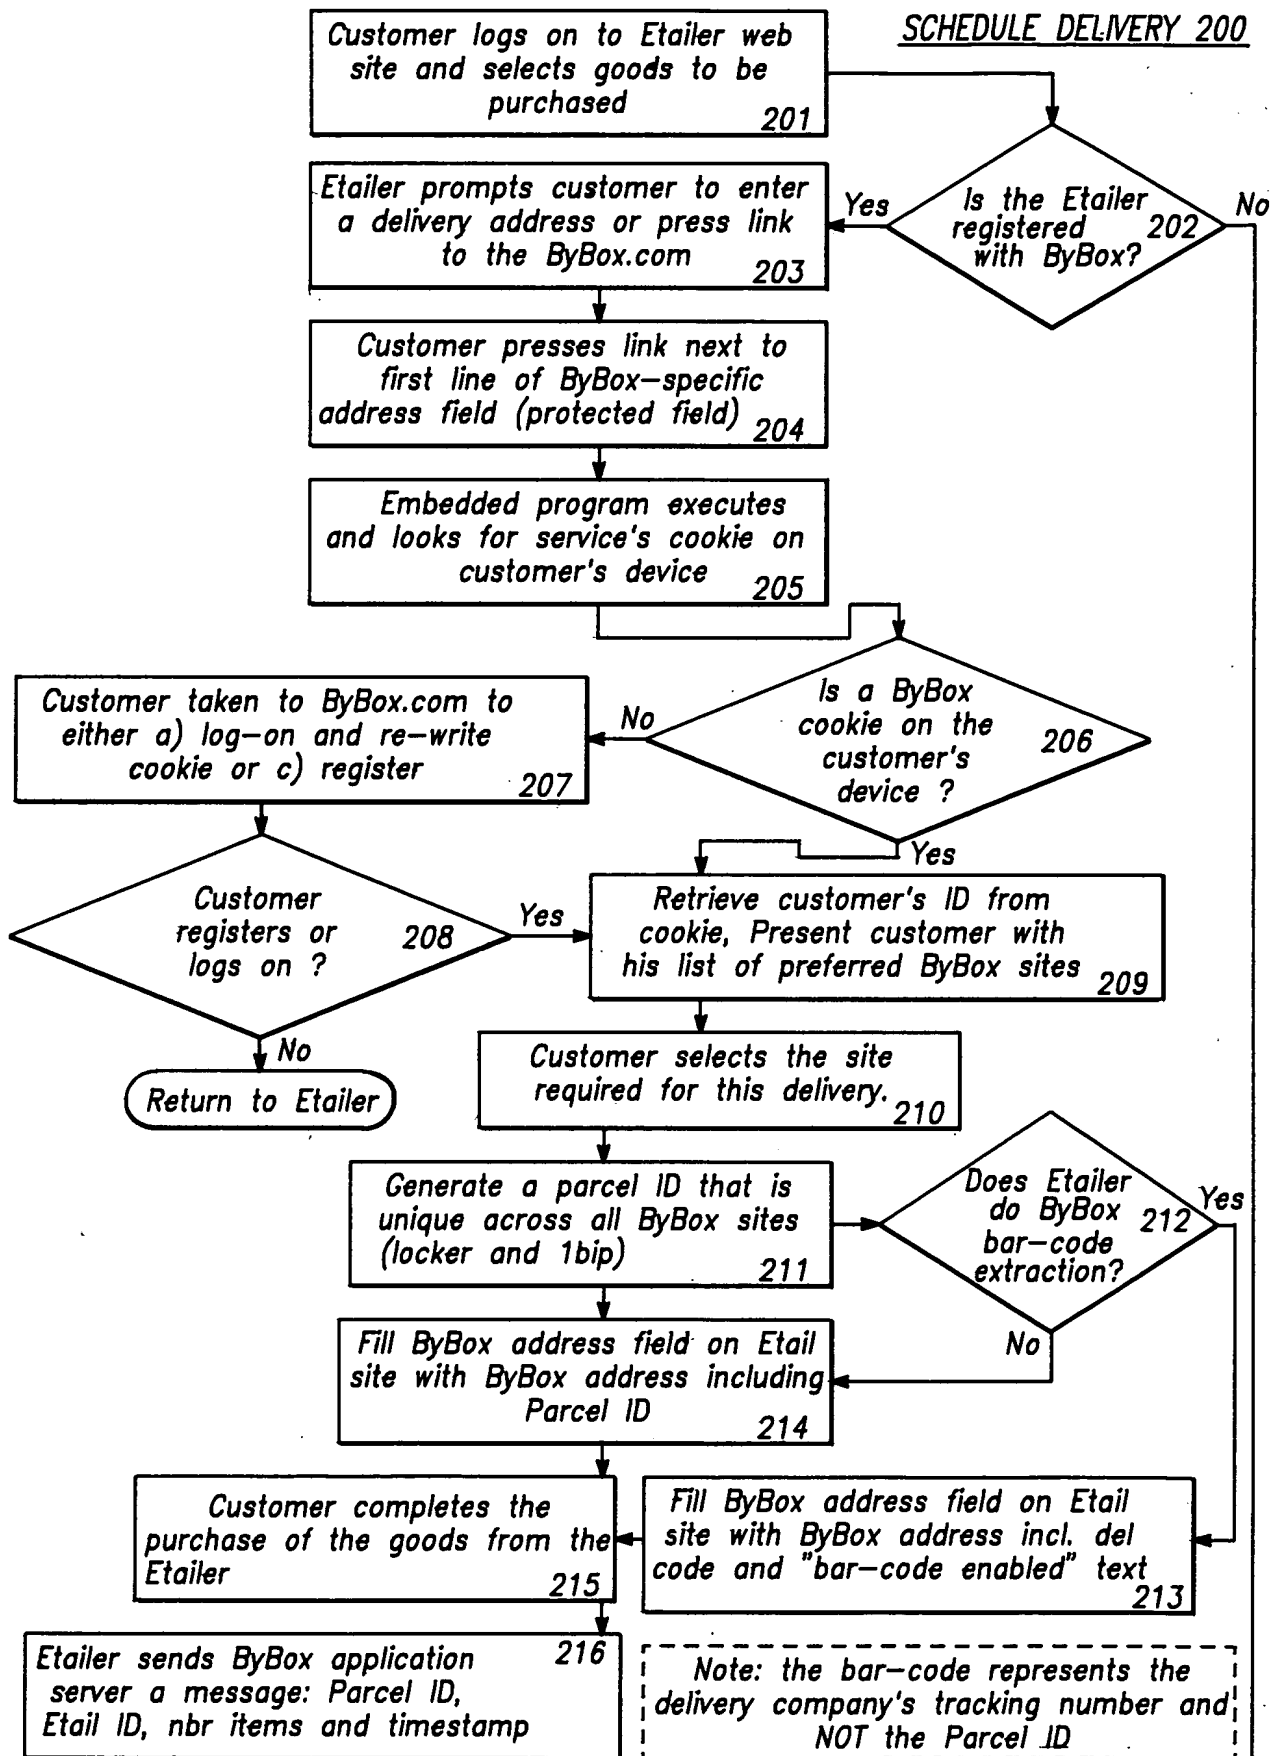 SCHEDULE DELIVERY 200
Customer logs on to Etailer web
site and selects goods to be
purchased
201
Is the Etailer
registered
with ByBox?
202
Yes
No
Etailer prompts customer to enter
a delivery address or press link
to the ByBox.com
203
Customer presses link next to
first line of ByBox-specific
address field (protected field)
204
Embedded program executes
and looks for service's cookie on
customer's device
205
Is a ByBox
cookie on the
customer's
device ?
206
No
Yes
Customer taken to ByBox.com to
either a) log-on and re-write
cookie or c) register
207
Customer
registers or
logs on ?
208
Yes
No
Return to Etailer
Retrieve customer's ID from
cookie, Present customer with
his list of preferred ByBox sites
209
Customer selects the site
required for this delivery.
210
Generate a parcel ID that is
unique across all ByBox sites
(locker and 1bip)
211
Does Etailer
do ByBox
bar-code
extraction?
212
Yes
No
Fill ByBox address field on Etail
site with ByBox address including
Parcel ID
214
Customer completes the
purchase of the goods from the
Etailer
215
Fill ByBox address field on Etail
site with ByBox address incl. del
code and "bar-code enabled" text
213
Etailer sends ByBox application
server a message: Parcel ID,
Etail ID, nbr items and timestamp
216
Note: the bar-code represents the
delivery company's tracking number and
NOT the Parcel ID